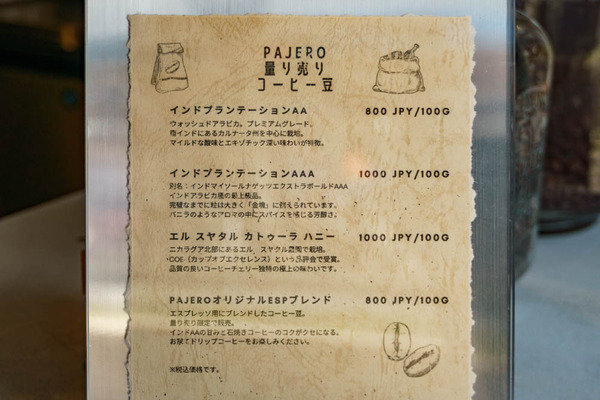 PAJERO
量り売り
コーヒー豆
インドプランテーションAA 800 JPY/100G
ウォッシュドアラビカ。プレミアムグレード。
南インドにあるカルナータ州を中心に栽培。
マイルドな酸味とエキゾチック深い味わいが特徴。
インドプランテーションAAA 1000 JPY/100G
別名：インドマイソールナゲッツエクストラボールドAAA
インドアラビカ種の最上級品。
完璧なまでに粒は大きく「金塊」に例えられています。
バニラのようなアロマの中にスパイスを感じる芳醇さ。
エル スヤタル カトゥーラ ハニー 1000 JPY/100G
ニカラグア北部にあるエル スヤタル農園で栽培。
COE（カップオブエクセレンス）という品評会で受賞。
品質の良いコーヒーチェリー独特の極上の味わいです。
PAJEROオリジナルESPブレンド 800 JPY/100G
エスプレッソ用にブレンドしたコーヒー豆。
量り売り限定で販売。
インドAAの甘みと石焼きコーヒーのコクがクセになる。
お家でドリップコーヒーをお楽しみください。
※税込価格です。